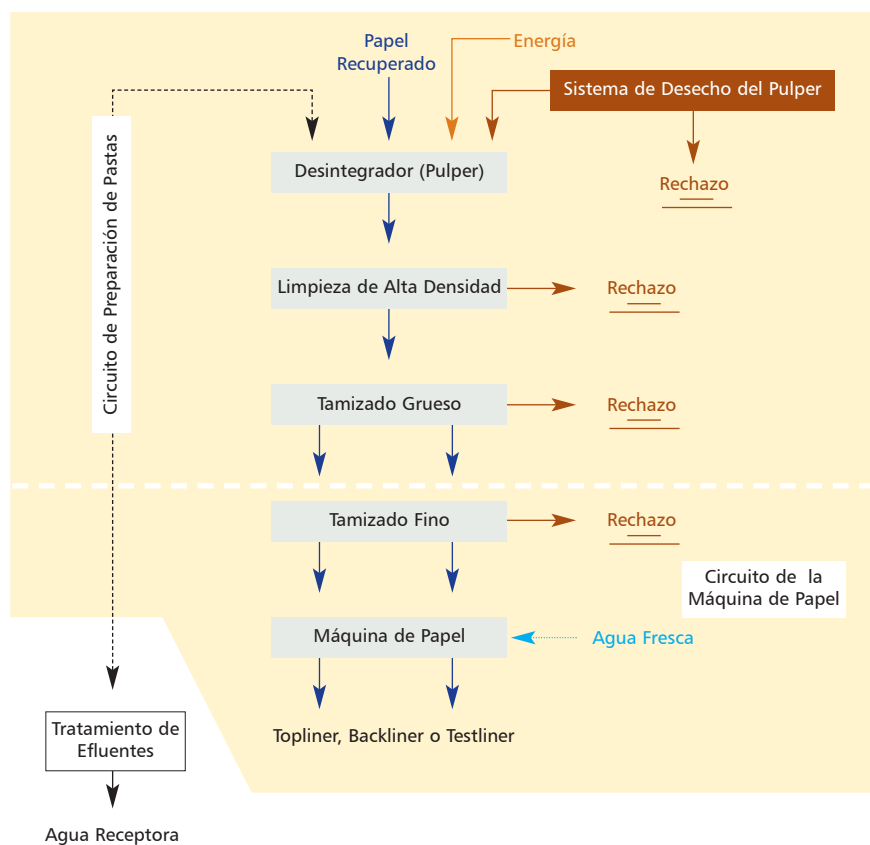 Papel
Recuperado
Energía
Sistema de Desecho del Pulper
Circuito de Preparación de Pastas
Desintegrador (Pulper)
Rechazo
Limpieza de Alta Densidad
Rechazo
Tamizado Grueso
Rechazo
Tamizado Fino
Rechazo
Circuito de la
Máquina de Papel
Máquina de Papel
Agua Fresca
Topliner, Backliner o Testliner
Tratamiento de
Efluentes
Agua Receptora